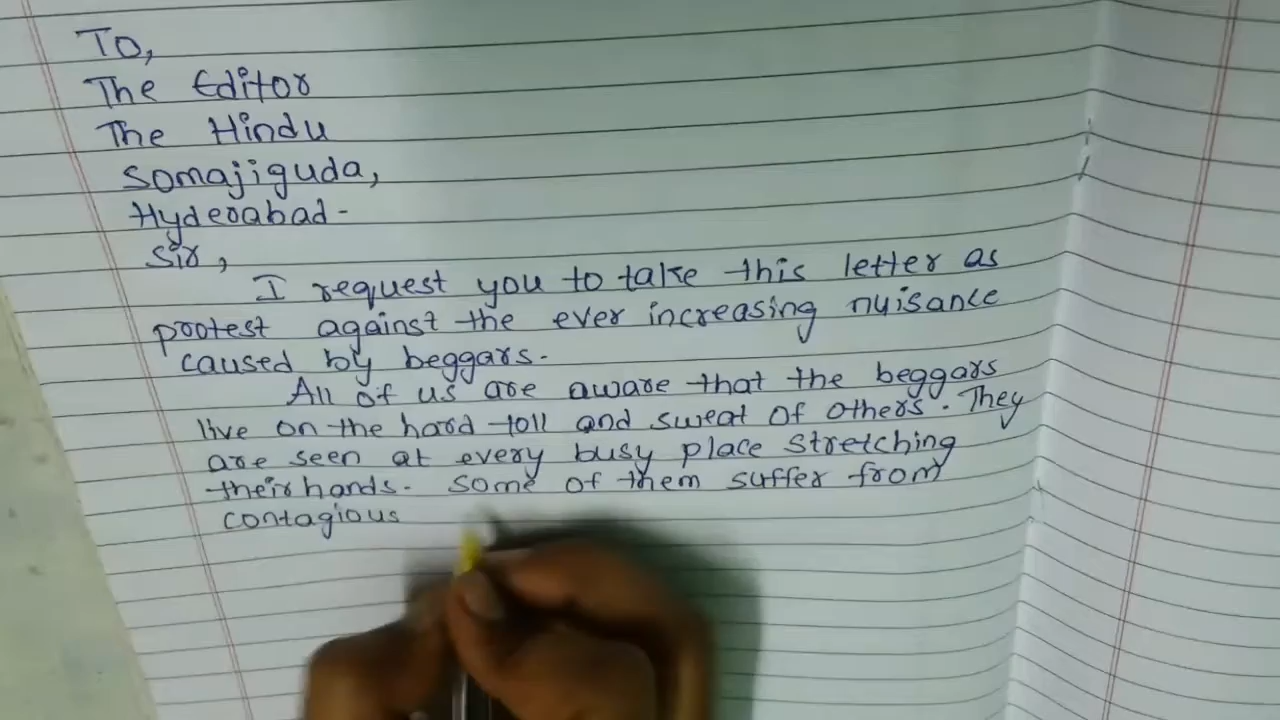 To,
The Editor
The Hindu
Somajiguda,
Hyderabad-
Sir,
I request you to take this letter as
protest against the ever increasing nuisance
caused by beggars.
All of us are aware that the beggars
live on the hard toll and sweat of others. They
are seen at every busy place stretching
their hands. Some of them suffer from
contagious